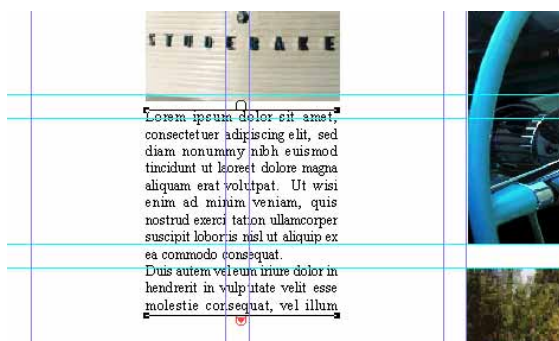 STUDEBAKE
Lorem ipsum dolor sit amet,
consectetuer adipiscing elit, sed
diam nonummy nibh euismod
tincidunt ut laoreet dolore magna
aliquam erat volutpat. Ut wisi
enim ad minim veniam, quis
nostrud exerci tation ullamcorper
suscipit lobortis nisl ut aliquip ex
ea commodo consequat.
Duis autem vel eum iriure dolor in
hendrerit in vulputate velit esse
molestie consequat, vel illum